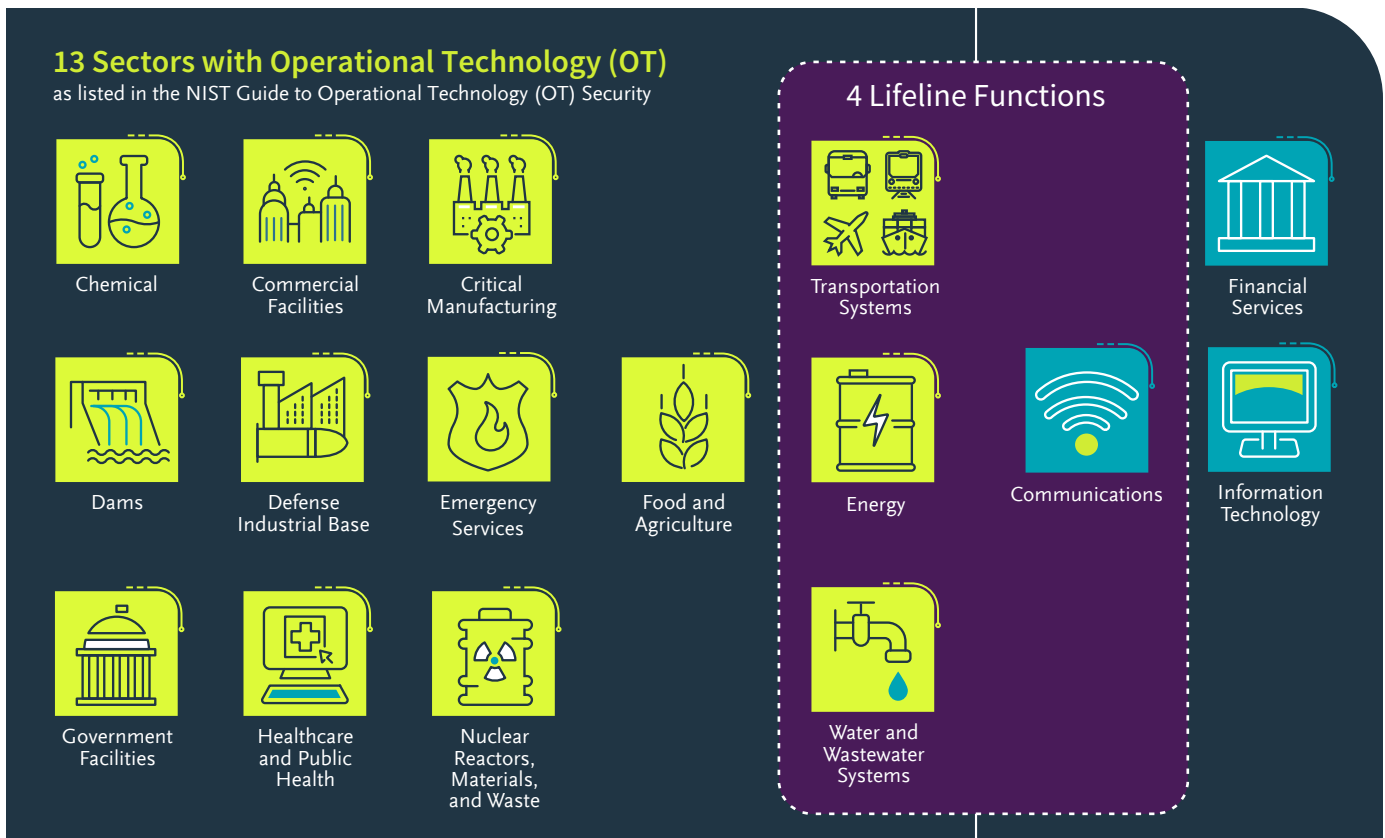 13 Sectors with Operational Technology (OT)
as listed in the NIST Guide to Operational Technology (OT) Security
4 Lifeline Functions
Chemical
Commercial
Facilities
Critical
Manufacturing
Transportation
Systems
Financial
Services
Dams
Defense
Industrial Base
Emergency
Services
Food and
Agriculture
Energy
Communications
Information
Technology
Government
Facilities
Healthcare
and Public
Health
Nuclear
Reactors,
Materials,
and Waste
Water and
Wastewater
Systems